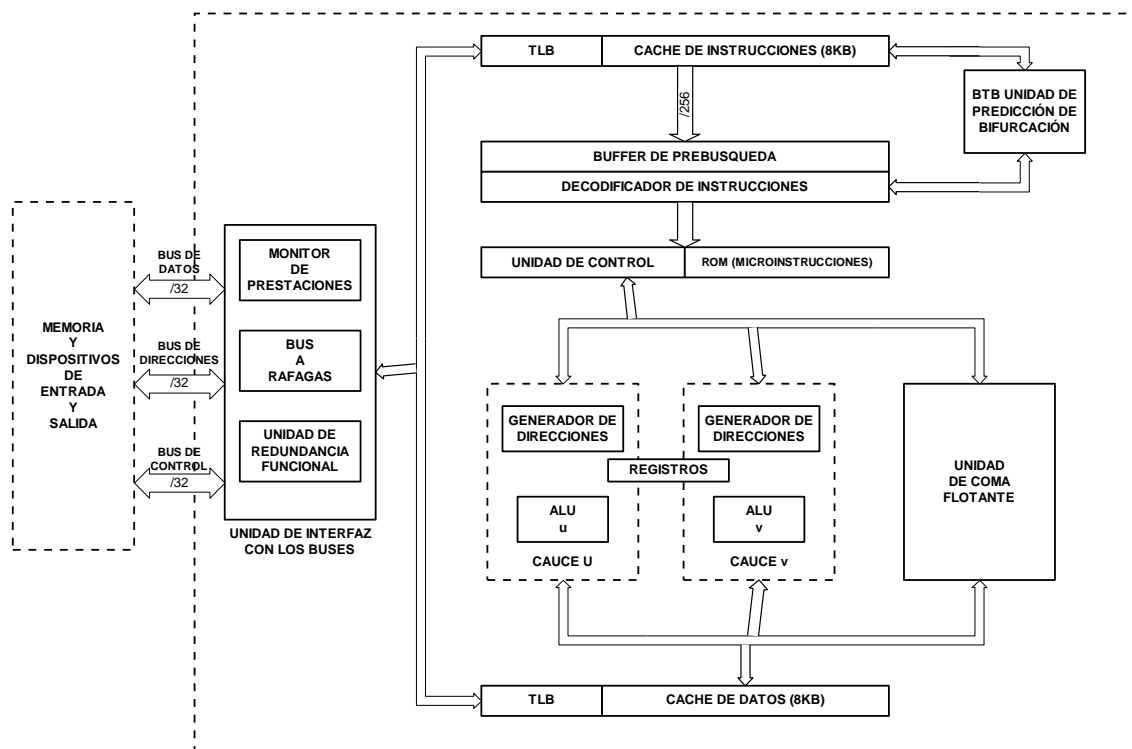 TLB
CACHE DE INSTRUCCIONES (8KB)
/256
BTB UNIDAD DE
PREDICCIÓN DE
BIFURCACIÓN
BUFFER DE PREBUSQUEDA
DECODIFICADOR DE INSTRUCCIONES
UNIDAD DE CONTROL
ROM (MICROINSTRUCCIONES)
MEMORIA
Y
DISPOSITIVOS
DE
ENTRADA
Y
SALIDA
BUS DE
DATOS
/32
BUS DE
DIRECCIONES
/32
BUS DE
CONTROL
/32
MONITOR
DE
PRESTACIONES
BUS
A
RAFAGAS
UNIDAD DE
REDUNDANCIA
FUNCIONAL
UNIDAD DE INTERFAZ
CON LOS BUSES
GENERADOR DE
DIRECCIONES
GENERADOR DE
DIRECCIONES
REGISTROS
ALU
u
ALU
v
CAUCE U
CAUCE v
UNIDAD
DE COMA
FLOTANTE
TLB
CACHE DE DATOS (8KB)